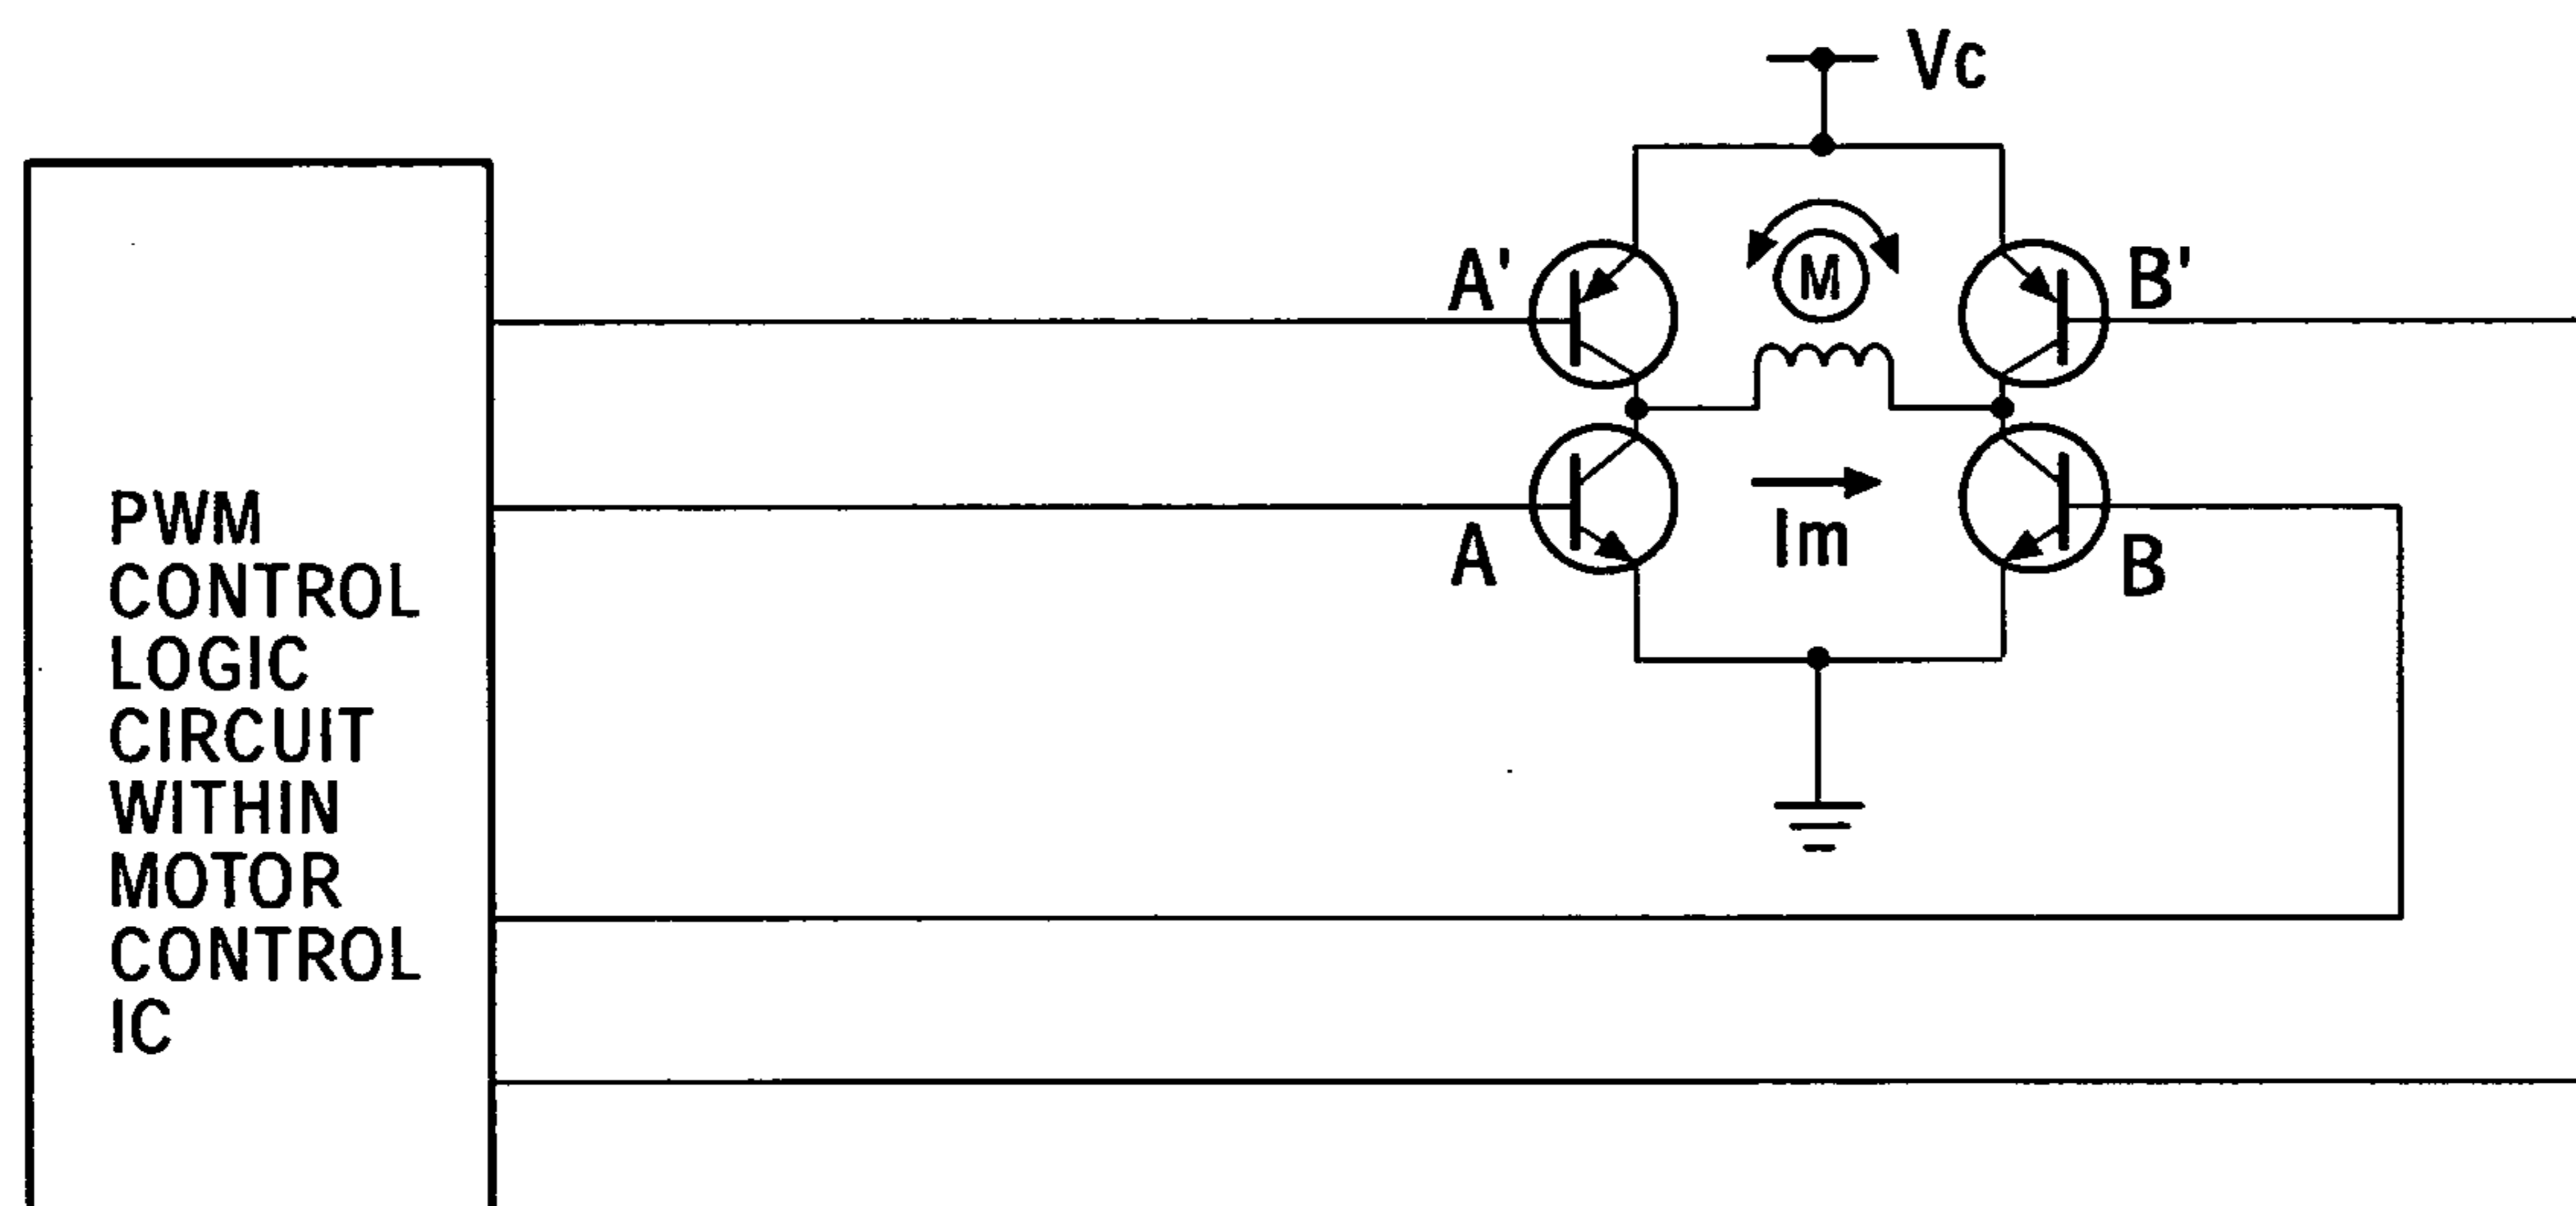 Vc
A'
M
B'
A
Im
B
PWM
CONTROL
LOGIC
CIRCUIT
WITHIN
MOTOR
CONTROL
IC